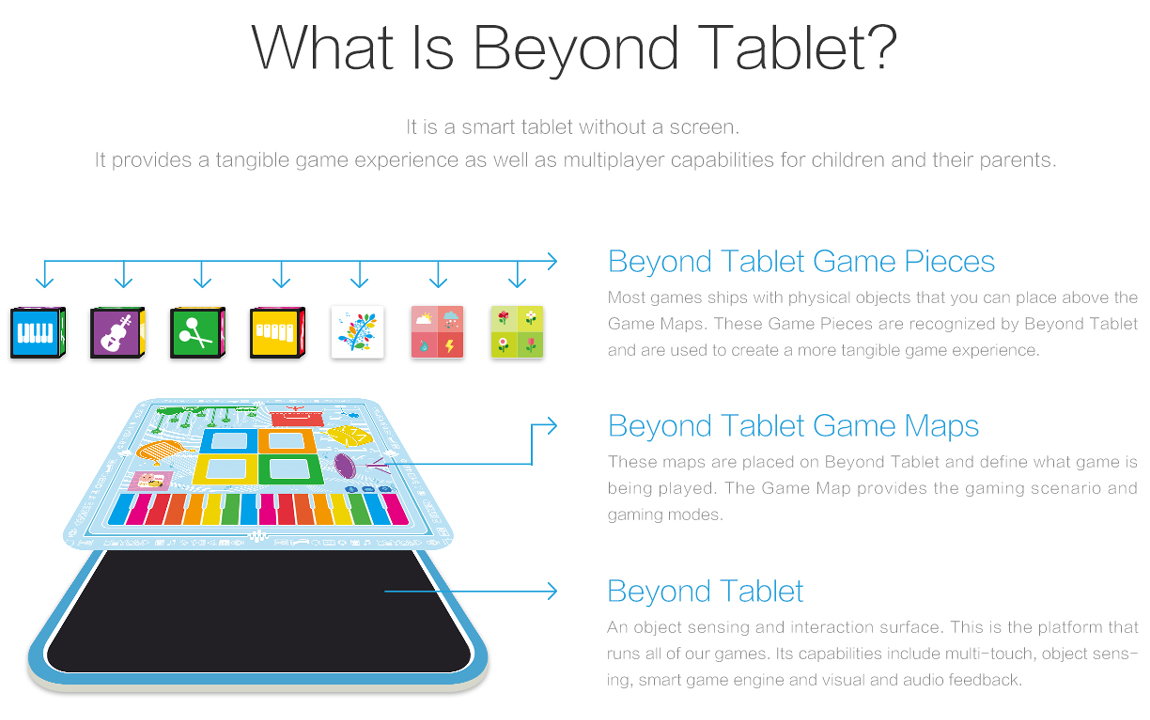 What Is Beyond Tablet?
It is a smart tablet without a screen.
It provides a tangible game experience as well as multiplayer capabilities for children and their parents.
Beyond Tablet Game Pieces
Most games ships with physical objects that you can place above the
Game Maps. These Game Pieces are recognized by Beyond Tablet
and are used to create a more tangible game experience.
Beyond Tablet Game Maps
These maps are placed on Beyond Tablet and define what game is
being played. The Game Map provides the gaming scenario and
gaming modes.
Beyond Tablet
An object sensing and interaction surface. This is the platform that
runs all of our games. Its capabilities include multi-touch, object sens-
ing, smart game engine and visual and audio feedback.